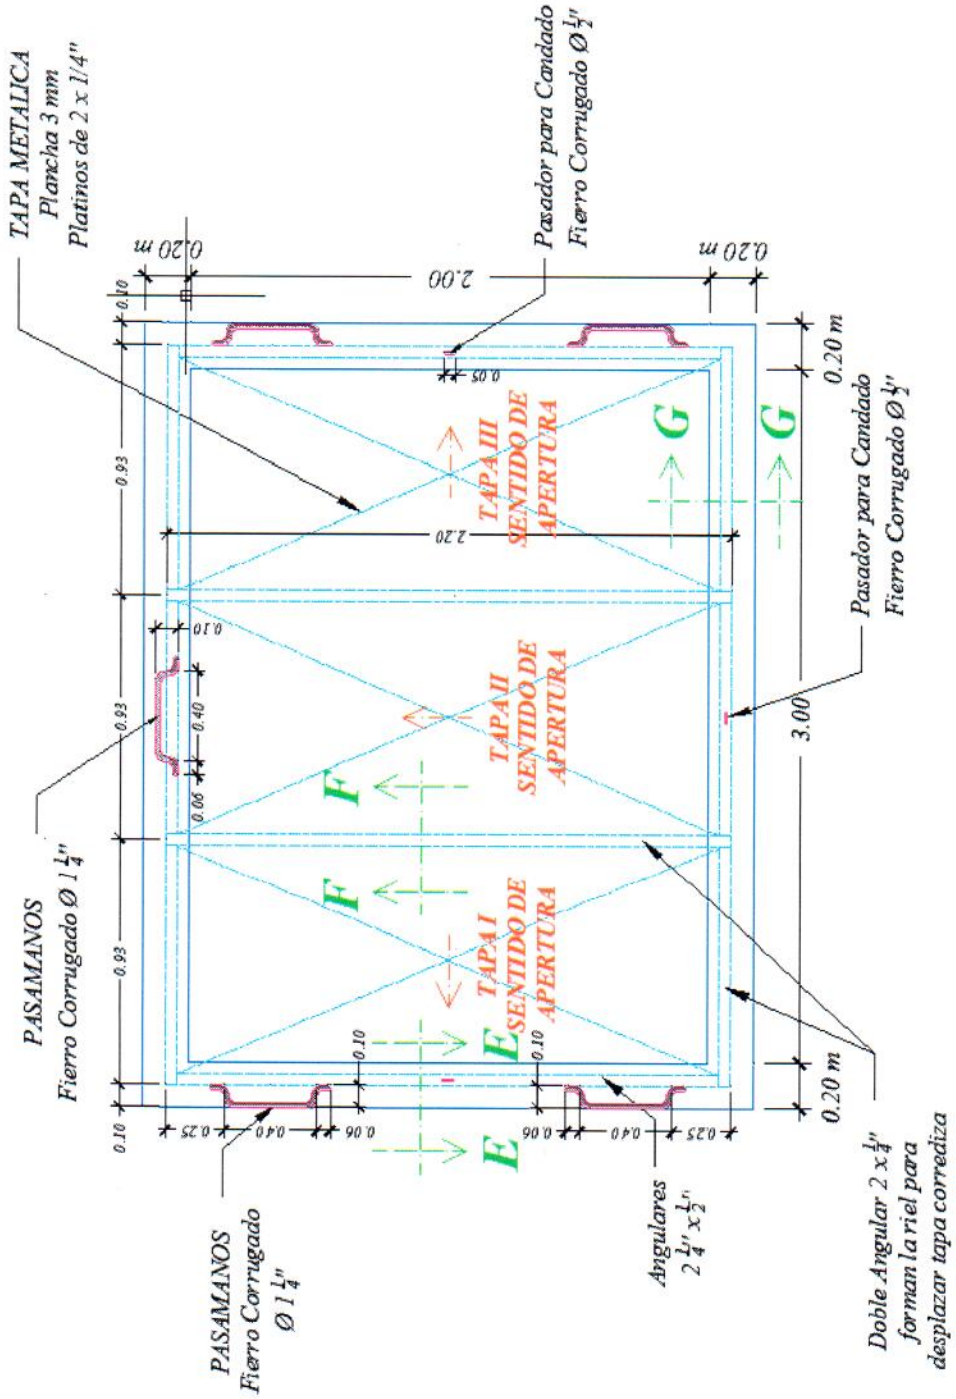 TAPA METALICA
Plancha 3 mm
Platinos de 2 x 1/4"
PASAMANOS
Fierro Corrugado Ø 1 1/4"
PASAMANOS
Fierro Corrugado
Ø 1 1/4"
Pasador para Candado
Fierro Corrugado Ø 1/2"
Pasador para Candado
Fierro Corrugado Ø 1/2"
Angulares
2 1/4" x 1/2"
Doble Angular 2 x 1/4"
forman la riel para
desplazar tapa corrediza
TAPA I
SENTIDO DE
APERTURA
TAPA II
SENTIDO DE
APERTURA
TAPA III
SENTIDO DE
APERTURA
E
E
F
F
G
G
0.10
0.93
0.93
0.93
0.10
0.20 m
2.00
0.20 m
0.20 m
3.00
0.20 m
2.20
0.05
0.10
0.40
0.06
0.10
0.10
0.25
0.40
0.06
0.06
0.40
0.25